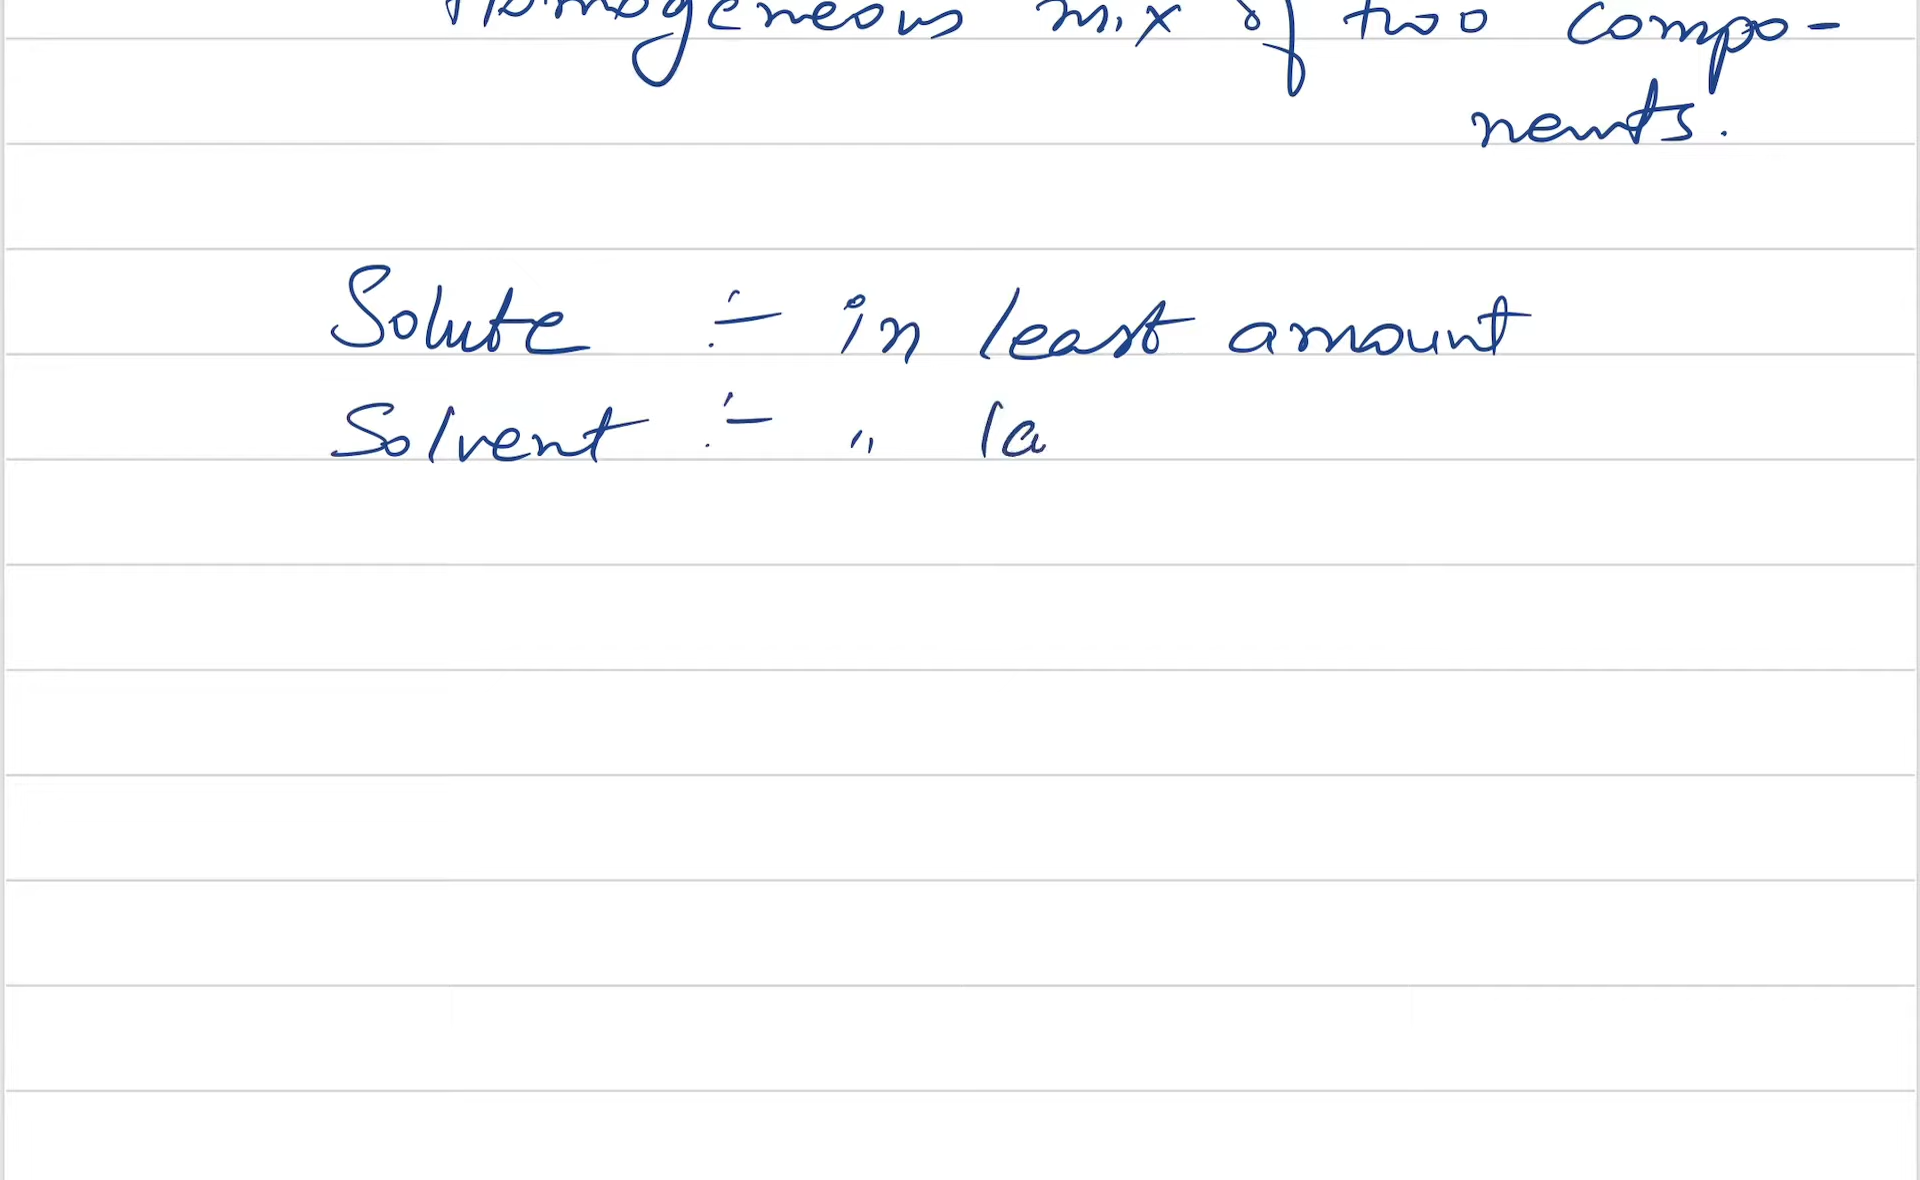 Homogeneous mix of two compo-
nents.
Solute :- in least amount
Solvent :- " la